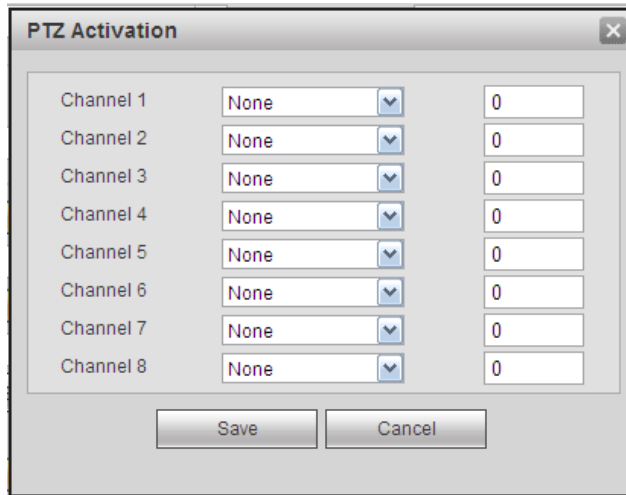 PTZ Activation
Channel 1 None 0
Channel 2 None 0
Channel 3 None 0
Channel 4 None 0
Channel 5 None 0
Channel 6 None 0
Channel 7 None 0
Channel 8 None 0
Save Cancel